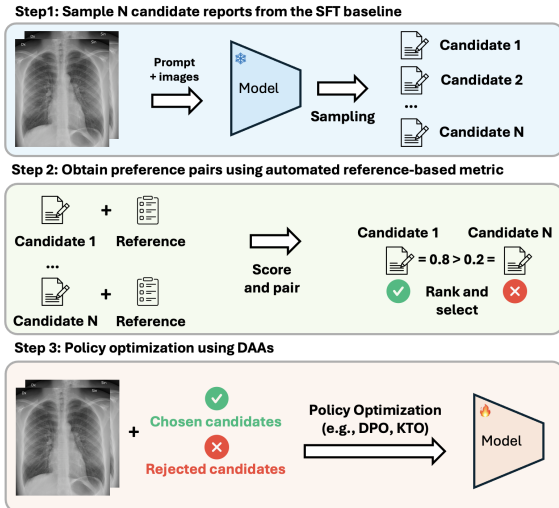 Step1: Sample N candidate reports from the SFT baseline
Prompt
+ images
Model
Sampling
Candidate 1
Candidate 2
...
Candidate N
Step 2: Obtain preference pairs using automated reference-based metric
Candidate 1 + Reference
...
Candidate N + Reference
Score
and pair
Candidate 1 Candidate N
= 0.8 > 0.2 =
Rank and
select
Step 3: Policy optimization using DAAs
+
Chosen candidates
Rejected candidates
Policy Optimization
(e.g., DPO, KTO)
Model